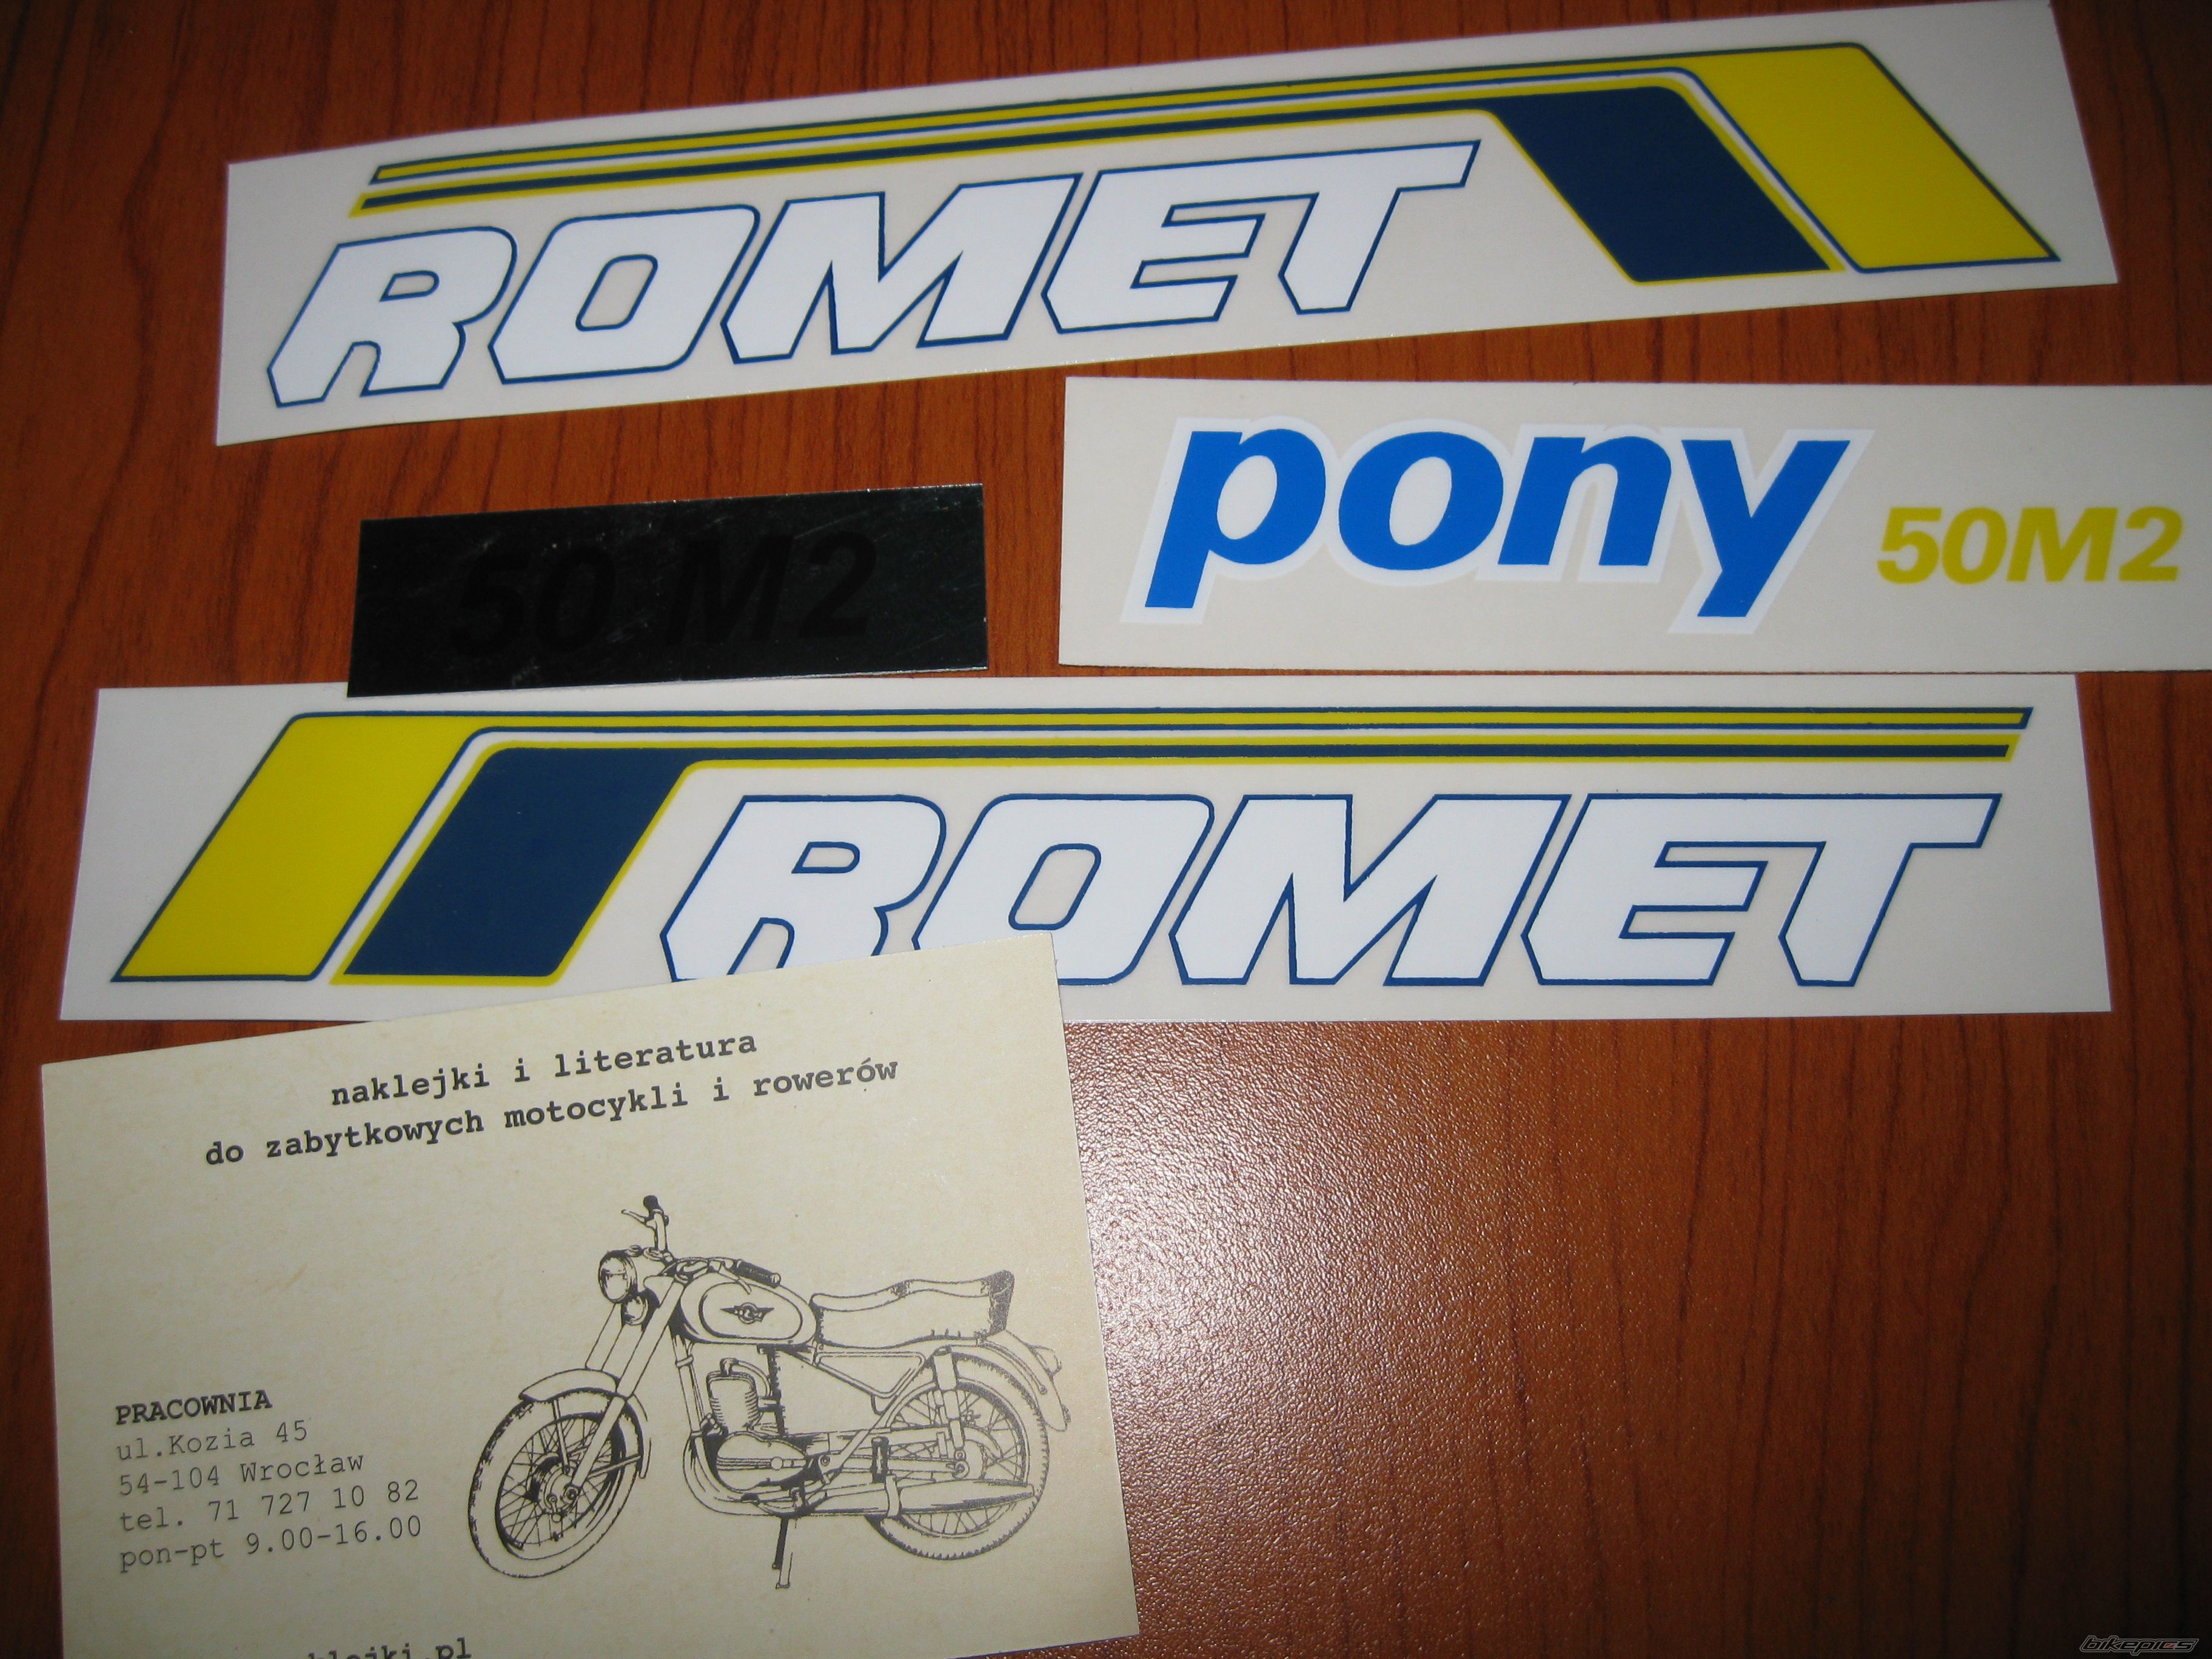 ROMET
pony 50M2
50 M2
ROMET
naklejki i literatura
do zabytkowych motocykli i rowerów
PRACOWNIA
ul.Kozia 45
54-104 Wrocław
tel. 71 727 10 82
pon-pt 9.00-16.00
bikepics